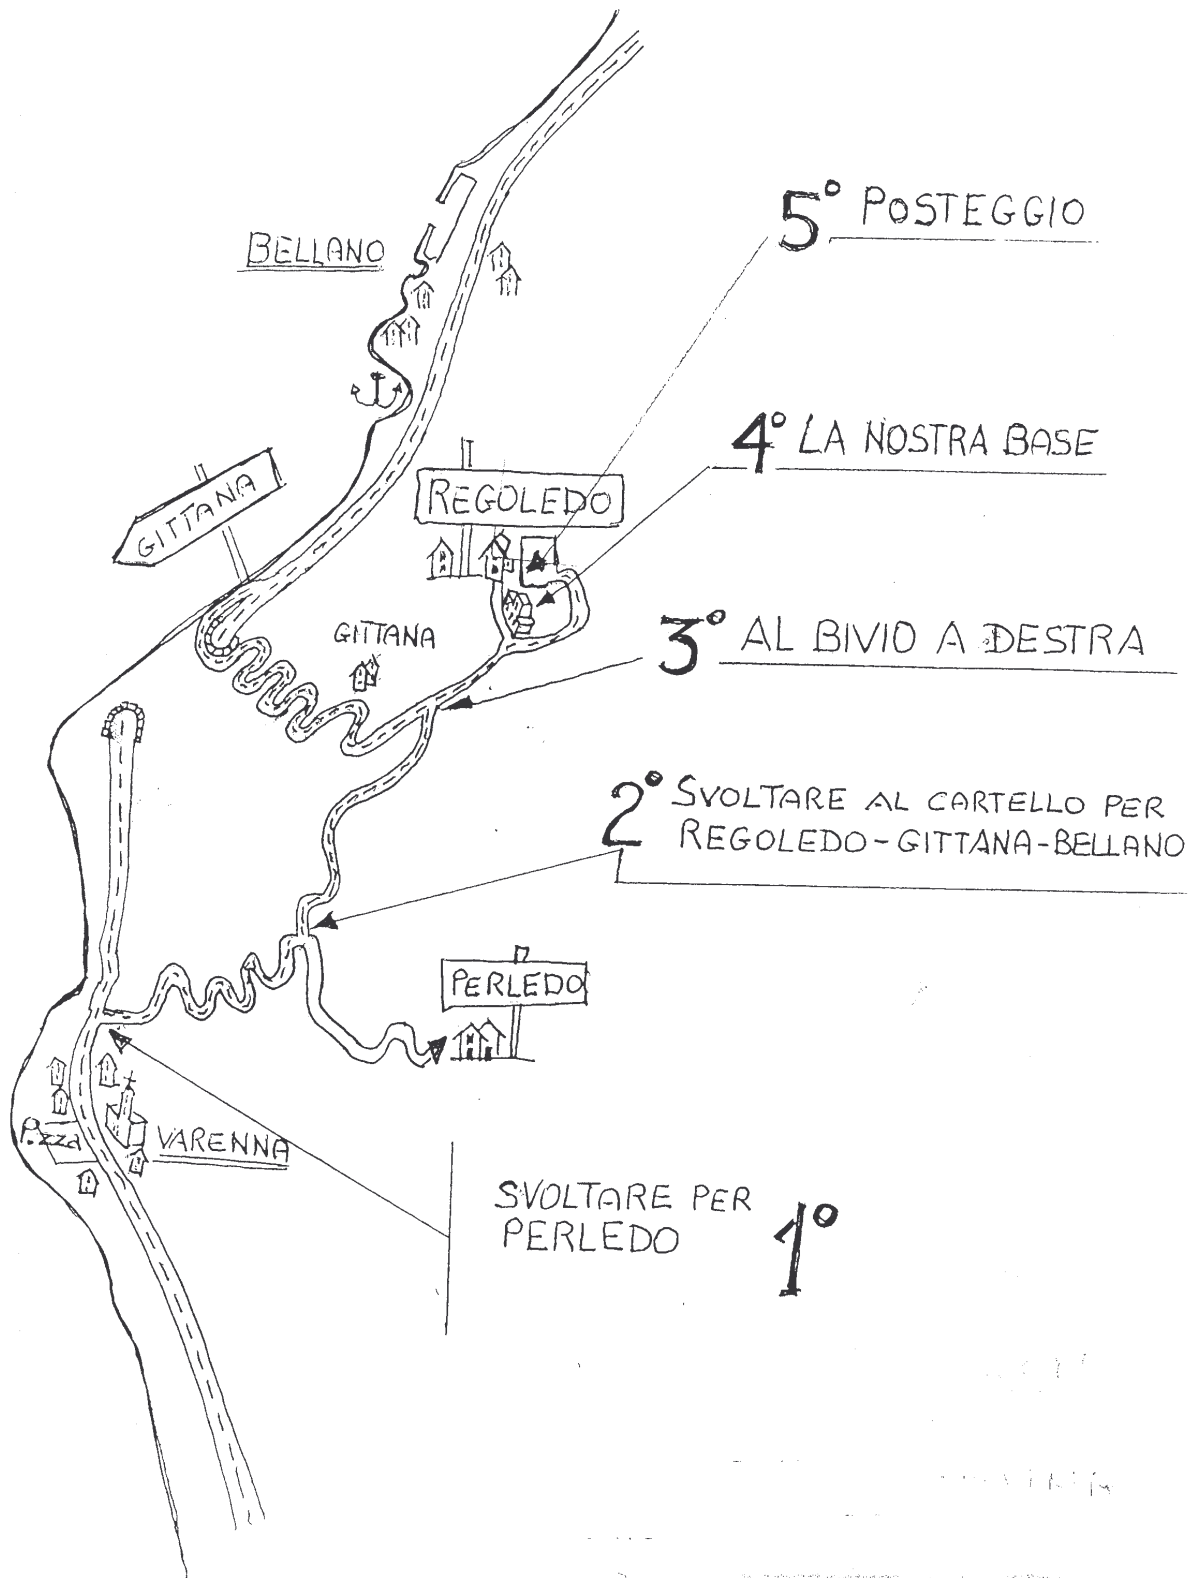 5° POSTEGGIO
BELLANO
4° LA NOSTRA BASE
GITTANA
REGOLEDO
GITTANA
3° AL BIVIO A DESTRA
2° SVOLTARE AL CARTELLO PER
REGOLEDO-GITTANA-BELLANO
PERLEDO
P.zza
VARENNA
SVOLTARE PER
PERLEDO
1°